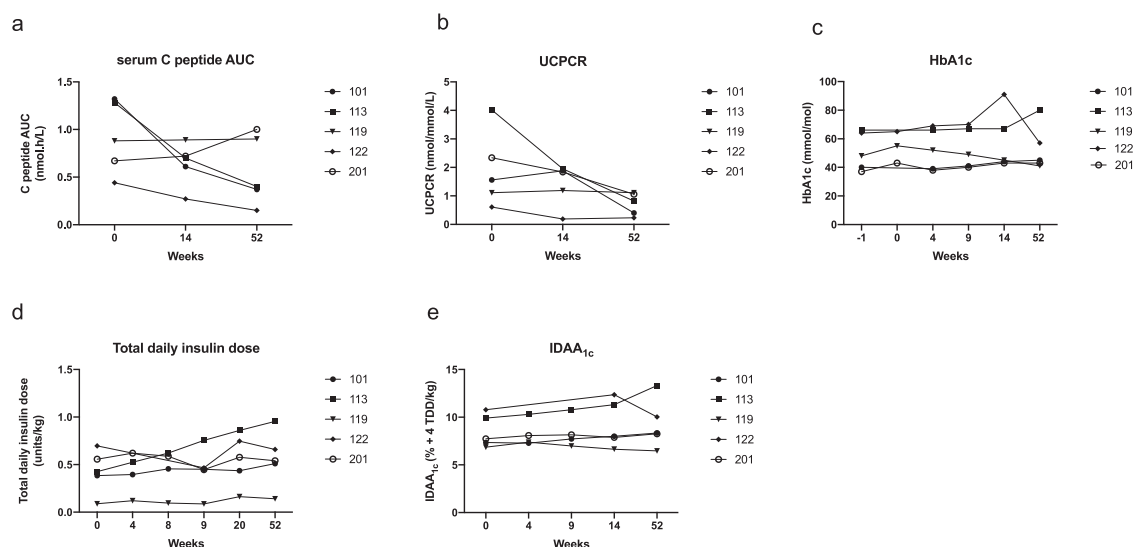 a
serum C peptide AUC
C peptide AUC
(nmol.h/L)
1.5
1.0
0.5
0.0
0 14 52
Weeks
101
113
119
122
201
b
UCPCR
UCPCR (nmol/mmol/L)
5
4
3
2
1
0
0 14 52
Weeks
101
113
119
122
201
c
HbA1c
HbA1c (mmol/mol)
100
80
60
40
20
0
-1 0 4 9 14 52
Weeks
101
113
119
122
201
d
Total daily insulin dose
Total daily insulin dose
(units/kg)
1.5
1.0
0.5
0.0
0 4 8 9 20 52
Weeks
101
113
119
122
201
e
IDAA1c
IDAA1c (% + 4 TDD/kg)
15
10
5
0
0 4 9 14 52
Weeks
101
113
119
122
201